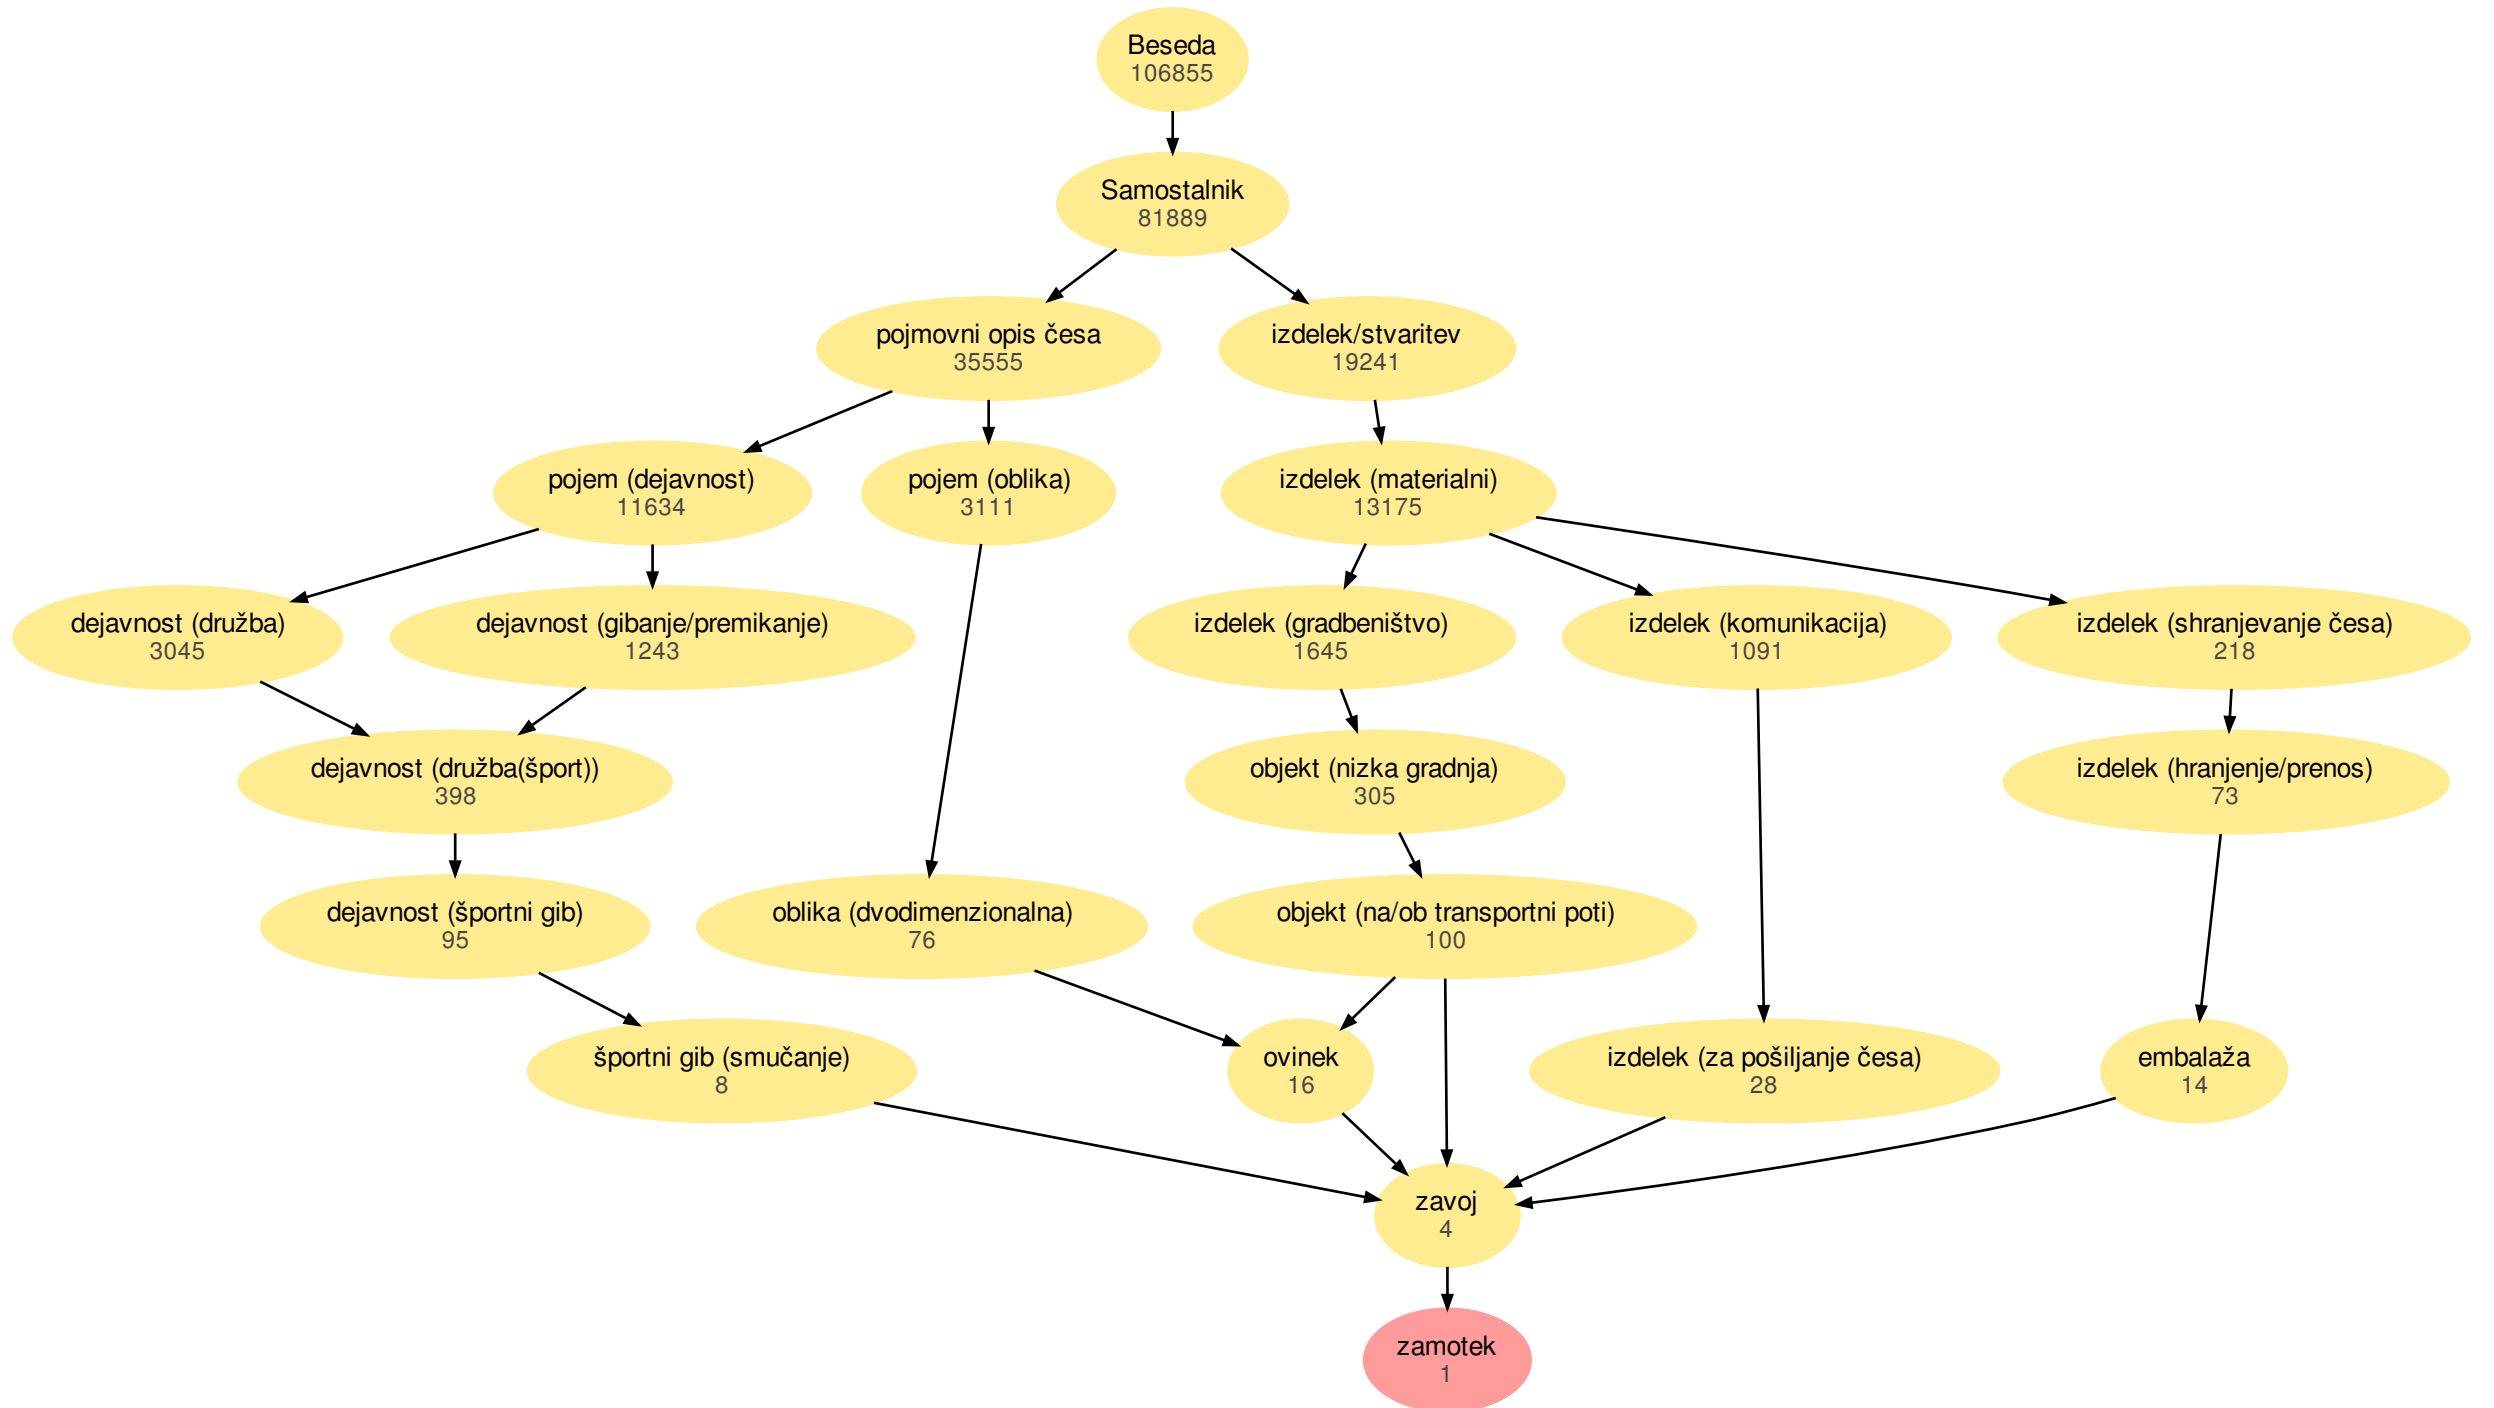 Beseda
106855
Samostalnik
81889
pojmovni opis česa
35555
izdelek/stvaritev
19241
pojem (dejavnost)
11634
pojem (oblika)
3111
izdelek (materialni)
13175
dejavnost (družba)
3045
dejavnost (gibanje/premikanje)
1243
izdelek (gradbeništvo)
1645
izdelek (komunikacija)
1091
izdelek (shranjevanje česa)
218
dejavnost (družba(šport))
398
objekt (nizka gradnja)
305
izdelek (hranjenje/prenos)
73
dejavnost (športni gib)
95
oblika (dvodimenzionalna)
76
objekt (na/ob transportni poti)
100
športni gib (smučanje)
8
ovinek
16
izdelek (za pošiljanje česa)
28
embalaža
14
zavoj
4
zamotek
1